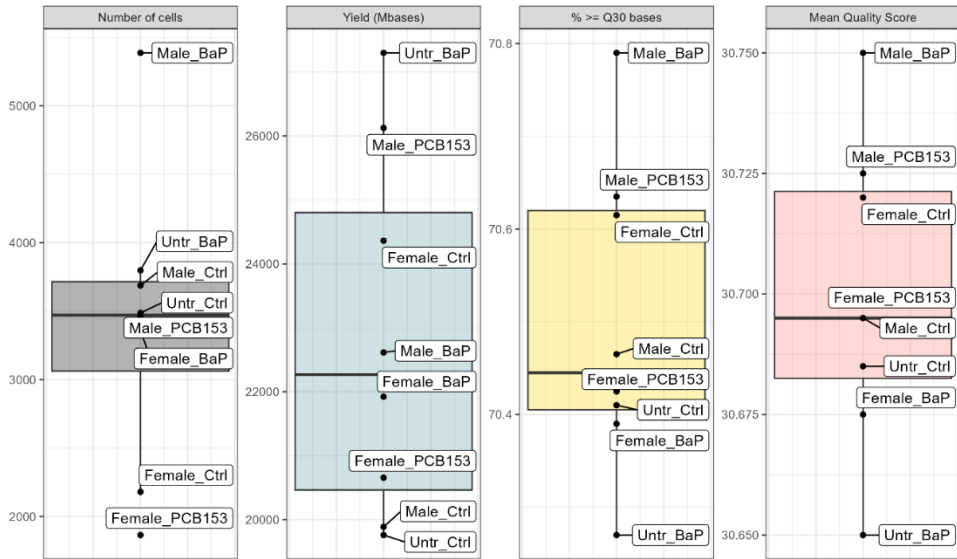 Number of cells
5000
4000
3000
2000
Male_BaP
Untr_BaP
Male_Ctrl
Untr_Ctrl
Male_PCB153
Female_BaP
Female_Ctrl
Female_PCB153
Yield (Mbases)
26000
24000
22000
20000
Untr_BaP
Male_PCB153
Female_Ctrl
Male_BaP
Female_BaP
Female_PCB153
Male_Ctrl
Untr_Ctrl
% >= Q30 bases
70.8
70.6
70.4
Male_BaP
Male_PCB153
Female_Ctrl
Male_Ctrl
Female_PCB153
Untr_Ctrl
Female_BaP
Untr_BaP
Mean Quality Score
30.750
30.725
30.700
30.675
30.650
Male_BaP
Male_PCB153
Female_Ctrl
Female_PCB153
Male_Ctrl
Untr_Ctrl
Female_BaP
Untr_BaP